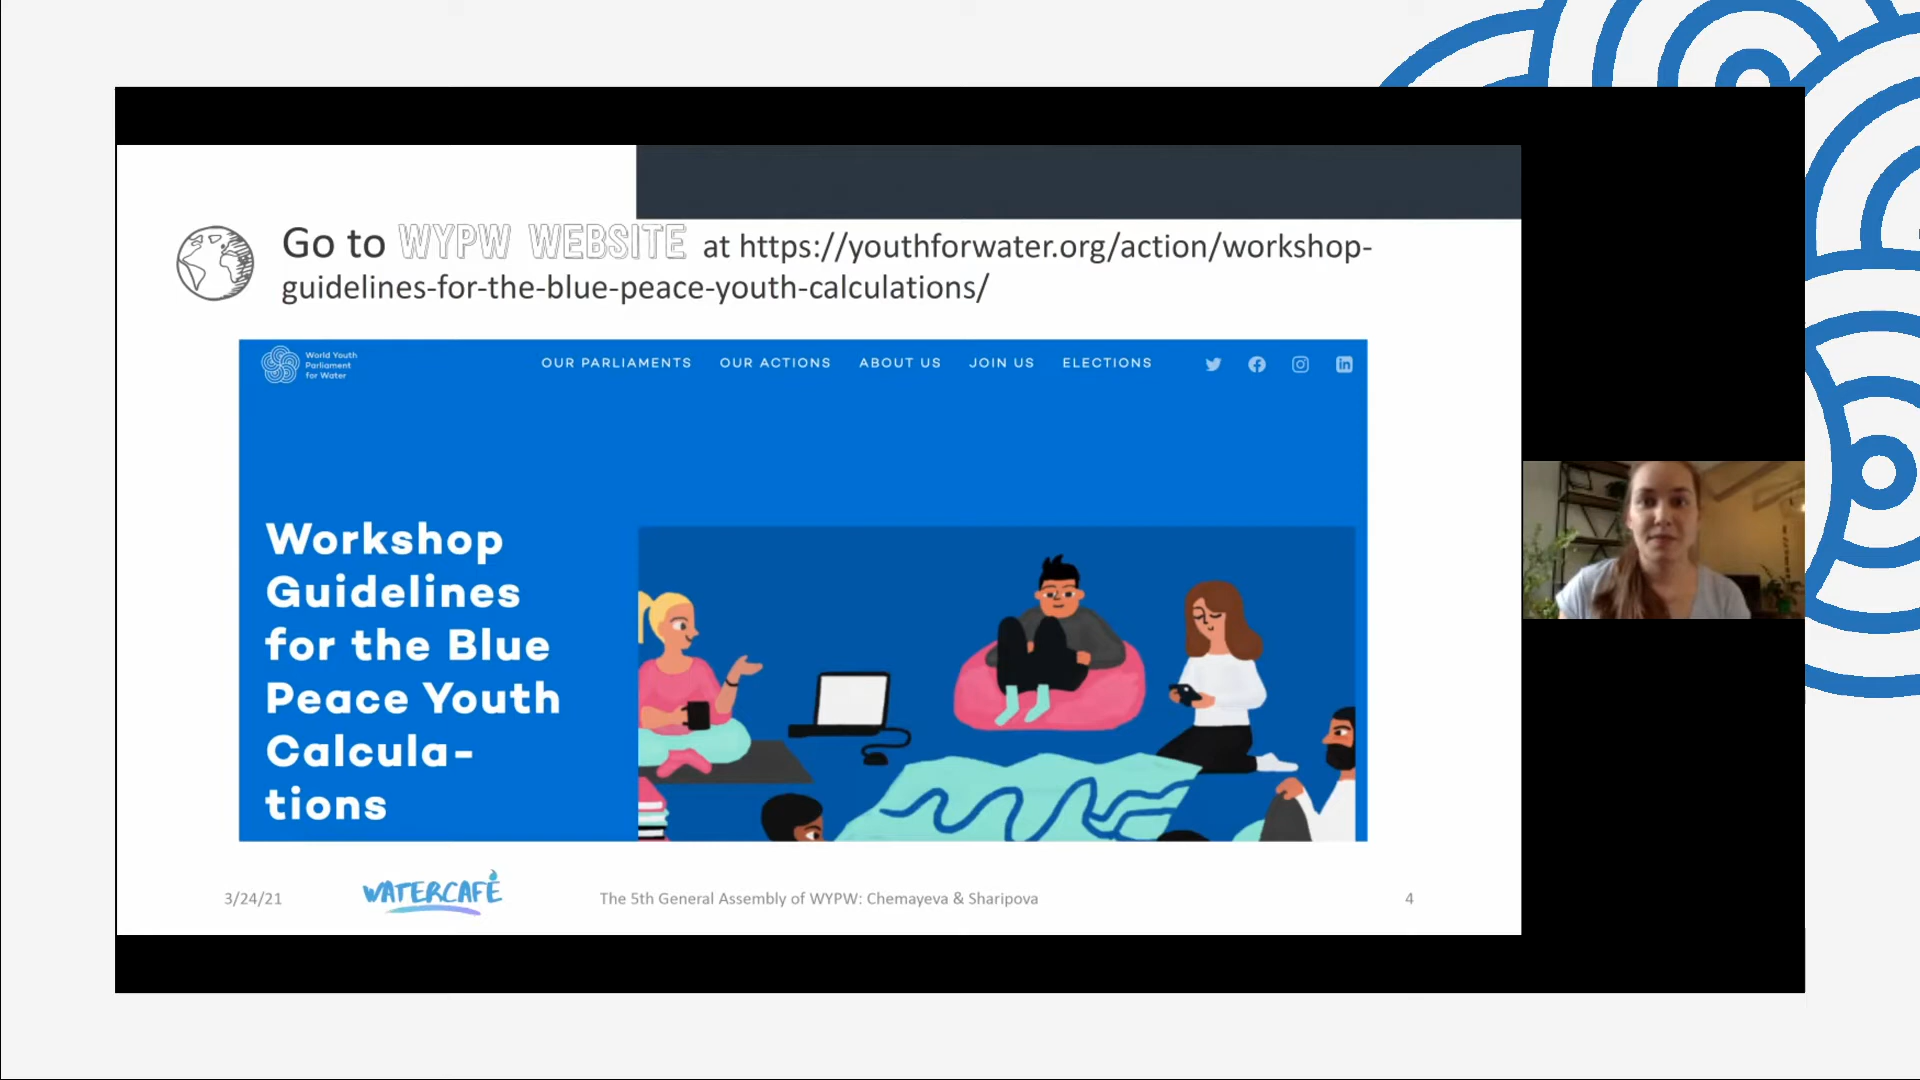 Go to WYPW WEBSITE at https://youthforwater.org/action/workshop-
guidelines-for-the-blue-peace-youth-calculations/
World Youth
Parliament
for Water
OUR PARLIAMENTS OUR ACTIONS ABOUT US JOIN US ELECTIONS
Workshop
Guidelines
for the Blue
Peace Youth
Calcula-
tions
3/24/21 WATERCAFÈ The 5th General Assembly of WYPW: Chemayeva & Sharipova 4